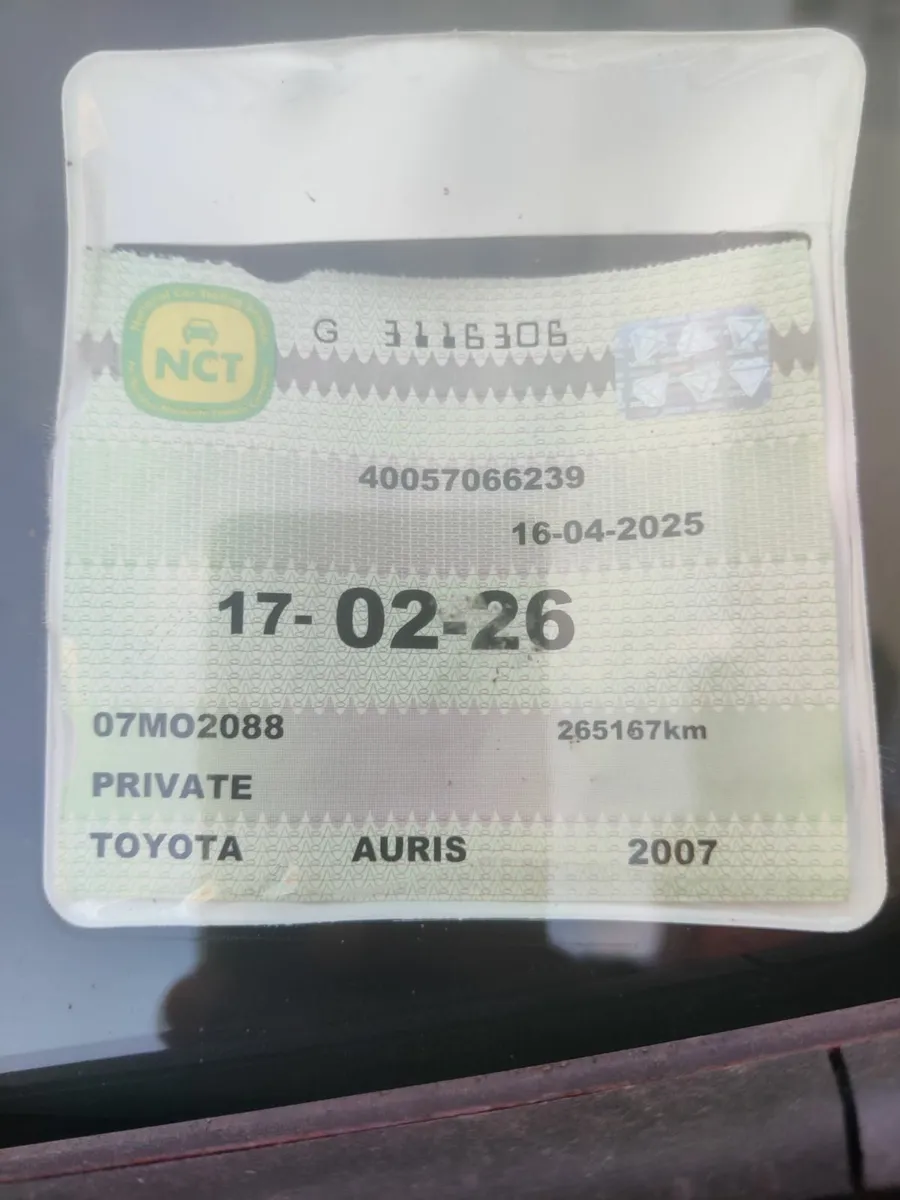 NCT
G 3116306
40057066239
16-04-2025
17- 02-26
07MO2088 265167km
PRIVATE
TOYOTA AURIS 2007